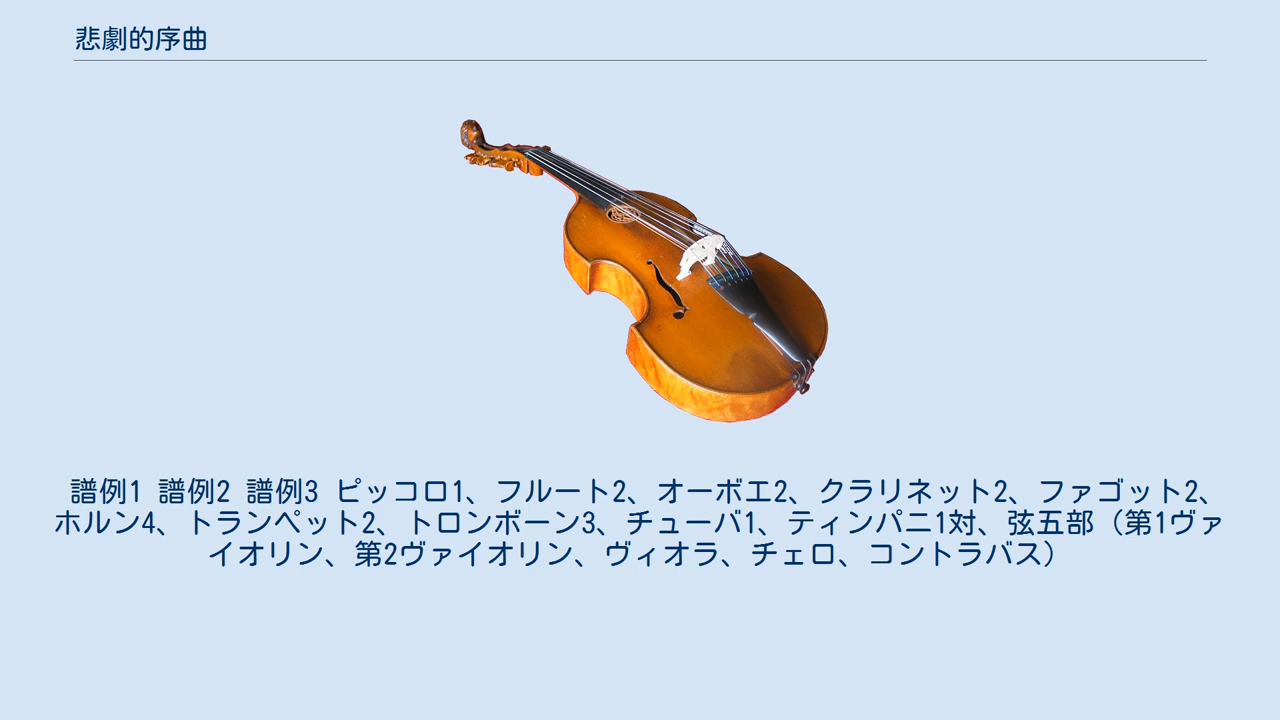 悲劇的序曲
譜例1 譜例2 譜例3 ピッコロ1、フルート2、オーボエ2、クラリネット2、ファゴット2、
ホルン4、トランペット2、トロンボーン3、チューバ1、ティンパニ1対、弦五部（第1ヴァ
イオリン、第2ヴァイオリン、ヴィオラ、チェロ、コントラバス）